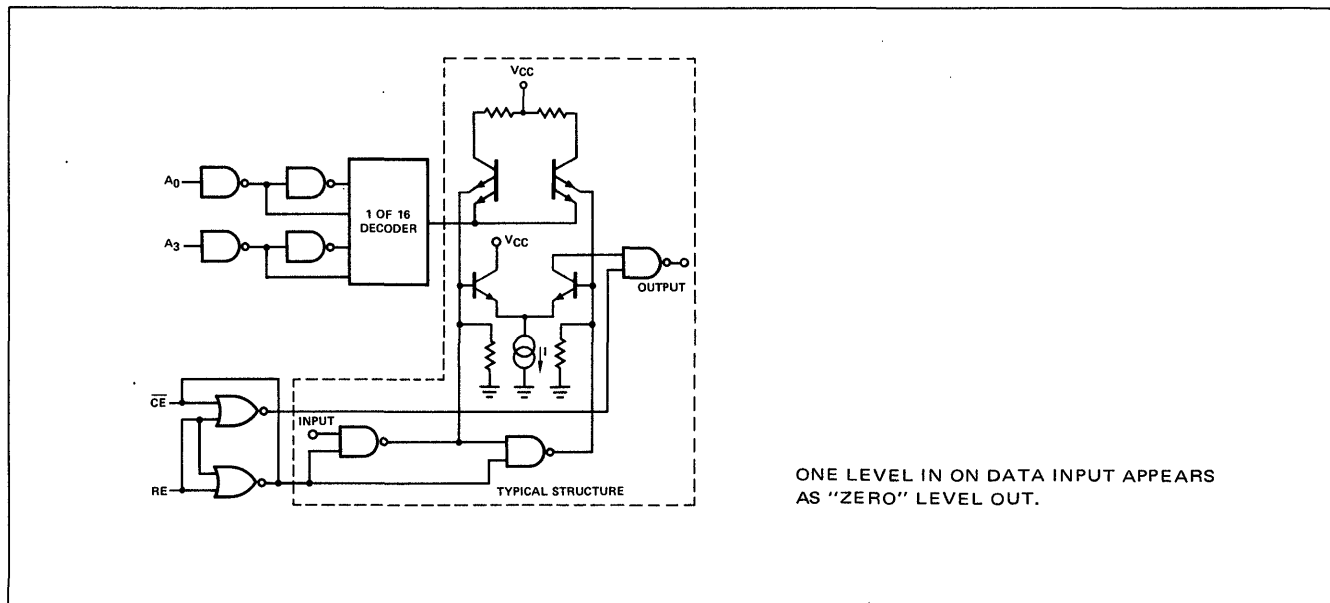 VCC
A0
1 OF 16
DECODER
A3
VCC
OUTPUT
I
CE
INPUT
RE
TYPICAL STRUCTURE
ONE LEVEL IN ON DATA INPUT APPEARS
AS "ZERO" LEVEL OUT.